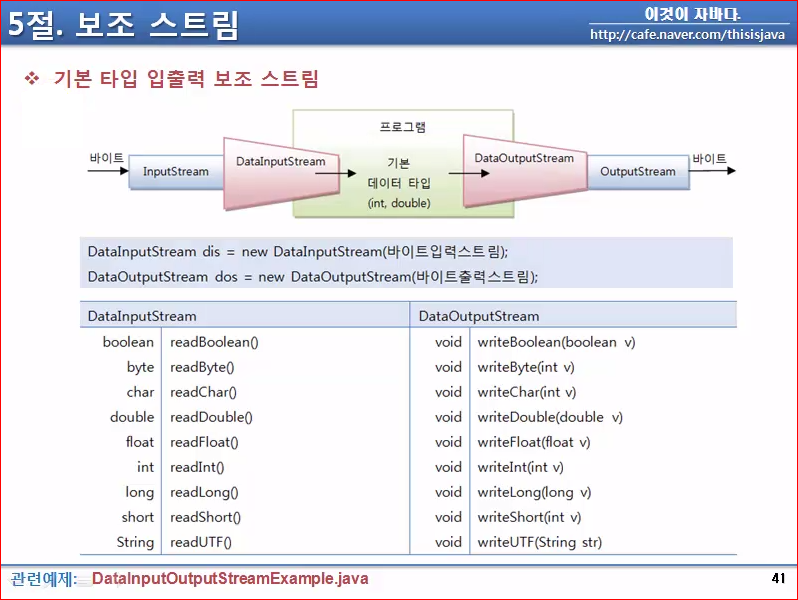 5절. 보조 스트림
이것이 자바다.
http://cafe.naver.com/thisisjava
❖ 기본 타입 입출력 보조 스트림
프로그램
바이트
InputStream
DataInputStream
기본
데이터 타입
(int, double)
DataOutputStream
OutputStream
바이트
DataInputStream dis = new DataInputStream(바이트입력스트림);
DataOutputStream dos = new DataOutputStream(바이트출력스트림);
DataInputStream DataOutputStream
boolean readBoolean() void writeBoolean(boolean v)
byte readByte() void writeByte(int v)
char readChar() void writeChar(int v)
double readDouble() void writeDouble(double v)
float readFloat() void writeFloat(float v)
int readInt() void writeInt(int v)
long readLong() void writeLong(long v)
short readShort() void writeShort(int v)
String readUTF() void writeUTF(String str)
관련예제: DataInputOutputStreamExample.java
41